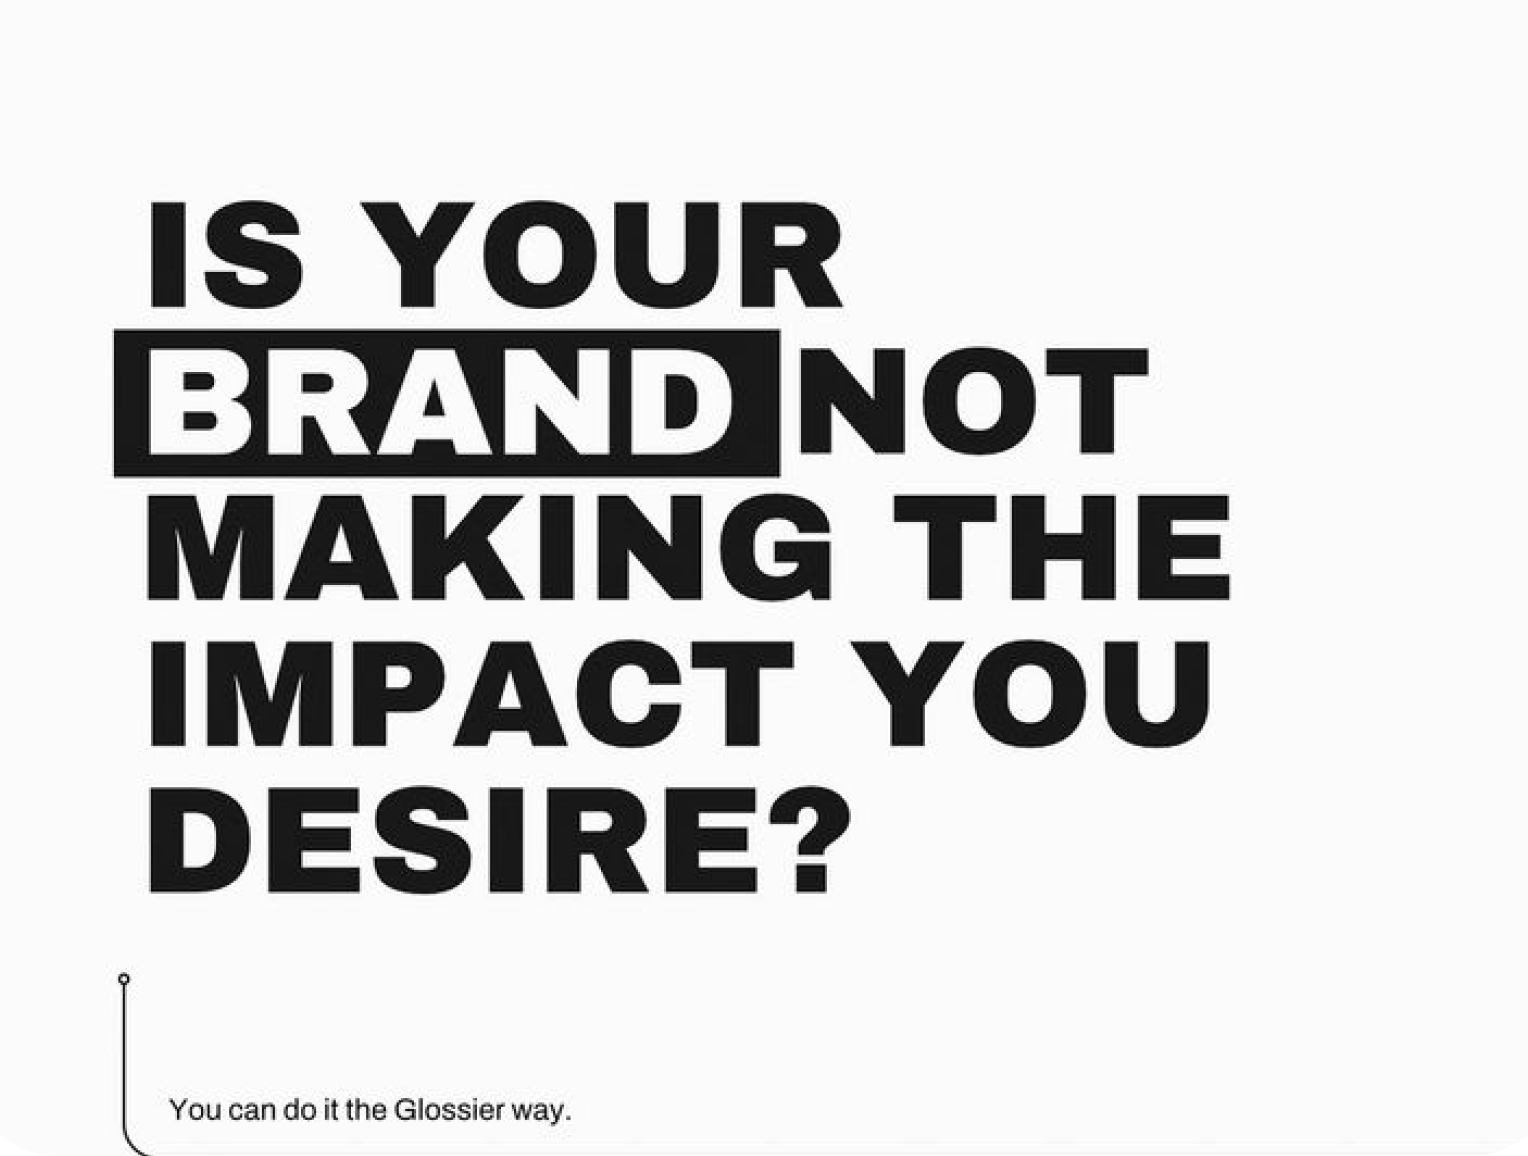 IS YOUR
BRAND NOT
MAKING THE
IMPACT YOU
DESIRE?
You can do it the Glossier way.